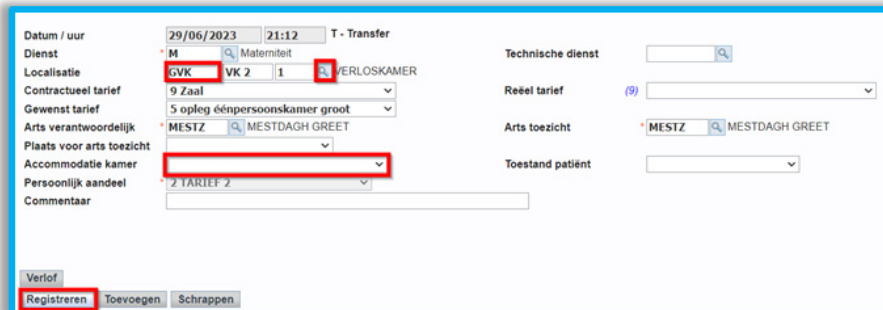 Datum / uur 29/06/2023 21:12 T - Transfer
Dienst * M Materniteit Technische dienst
Localisatie GVK VK 2 1 VERLOSKAMER
Contractueel tarief 9 Zaal Reëel tarief (9)
Gewenst tarief 5 opleg éénpersoonskamer groot
Arts verantwoordelijk * MESTZ MESTDAGH GREET Arts toezicht * MESTZ MESTDAGH GREET
Plaats voor arts toezicht
Accommodatie kamer Toestand patiënt
Persoonlijk aandeel * 2 TARIEF 2
Commentaar
Verlof
Registreren Toevoegen Schrappen